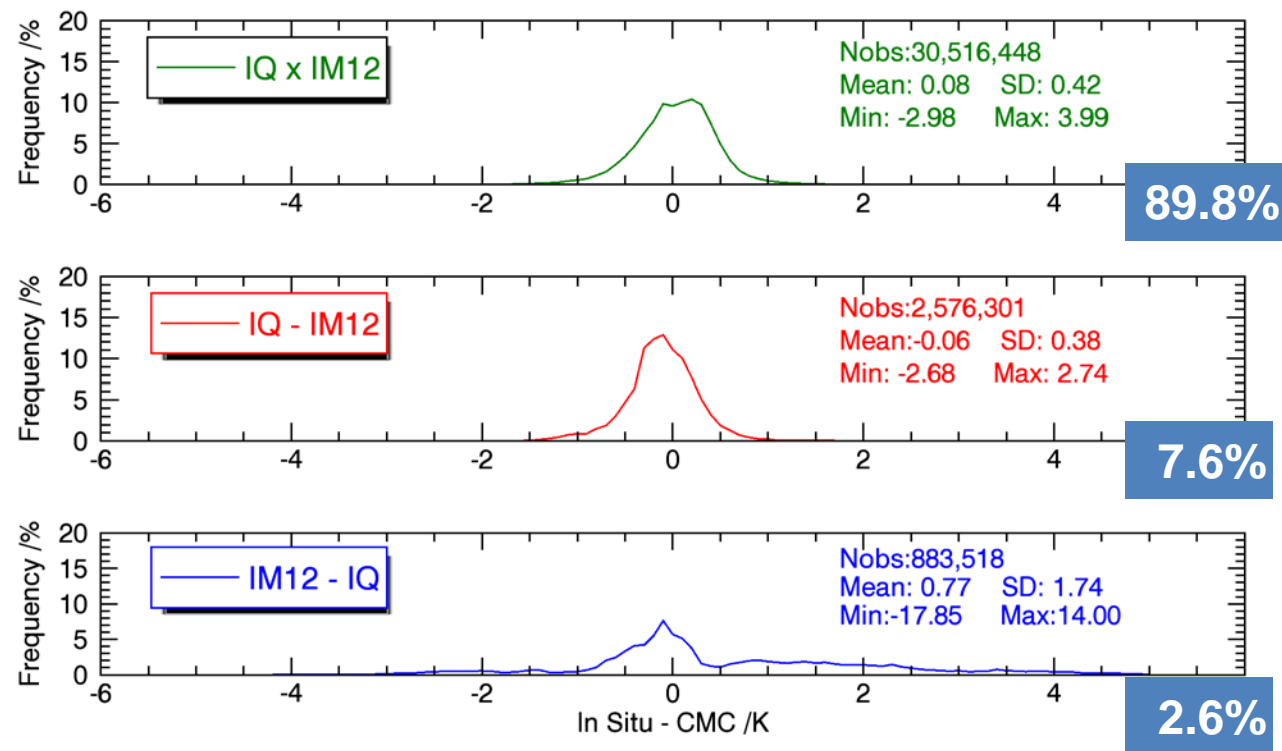 Frequency /%
20
15
10
5
0
IQ x IM12
Nobs:30,516,448
Mean: 0.08 SD: 0.42
Min: -2.98 Max: 3.99
-6 -4 -2 0 2 4
89.8%
Frequency /%
20
15
10
5
0
IQ - IM12
Nobs:2,576,301
Mean:-0.06 SD: 0.38
Min: -2.68 Max: 2.74
-6 -4 -2 0 2 4
7.6%
Frequency /%
20
15
10
5
0
IM12 - IQ
Nobs:883,518
Mean: 0.77 SD: 1.74
Min:-17.85 Max:14.00
-6 -4 -2 0 2 4
In Situ - CMC /K
2.6%